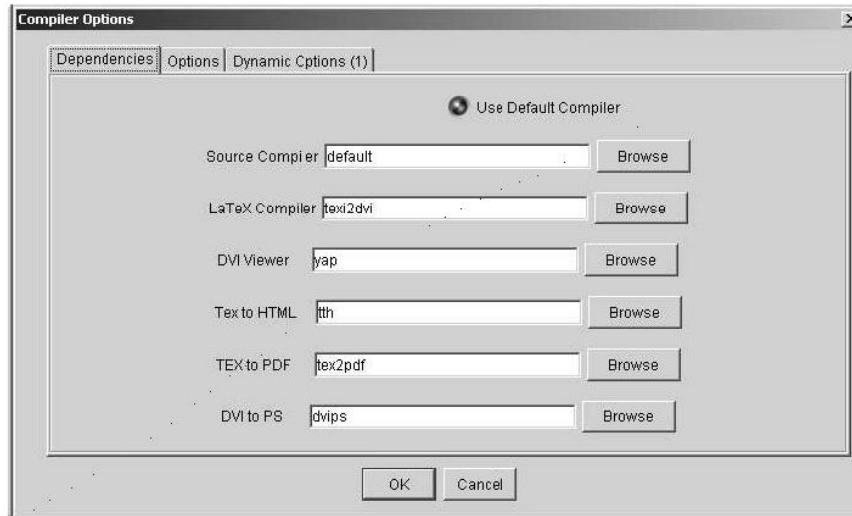 Compiler Options
Dependencies Options Dynamic Cptions (1)
Use Default Compiler
Source Compiler default Browse
LaTeX Compiler texi2dvi Browse
DVI Viewer yap Browse
Tex to HTML tth Browse
TEX to PDF tex2pdf Browse
DVI to PS dvips Browse
OK Cancel